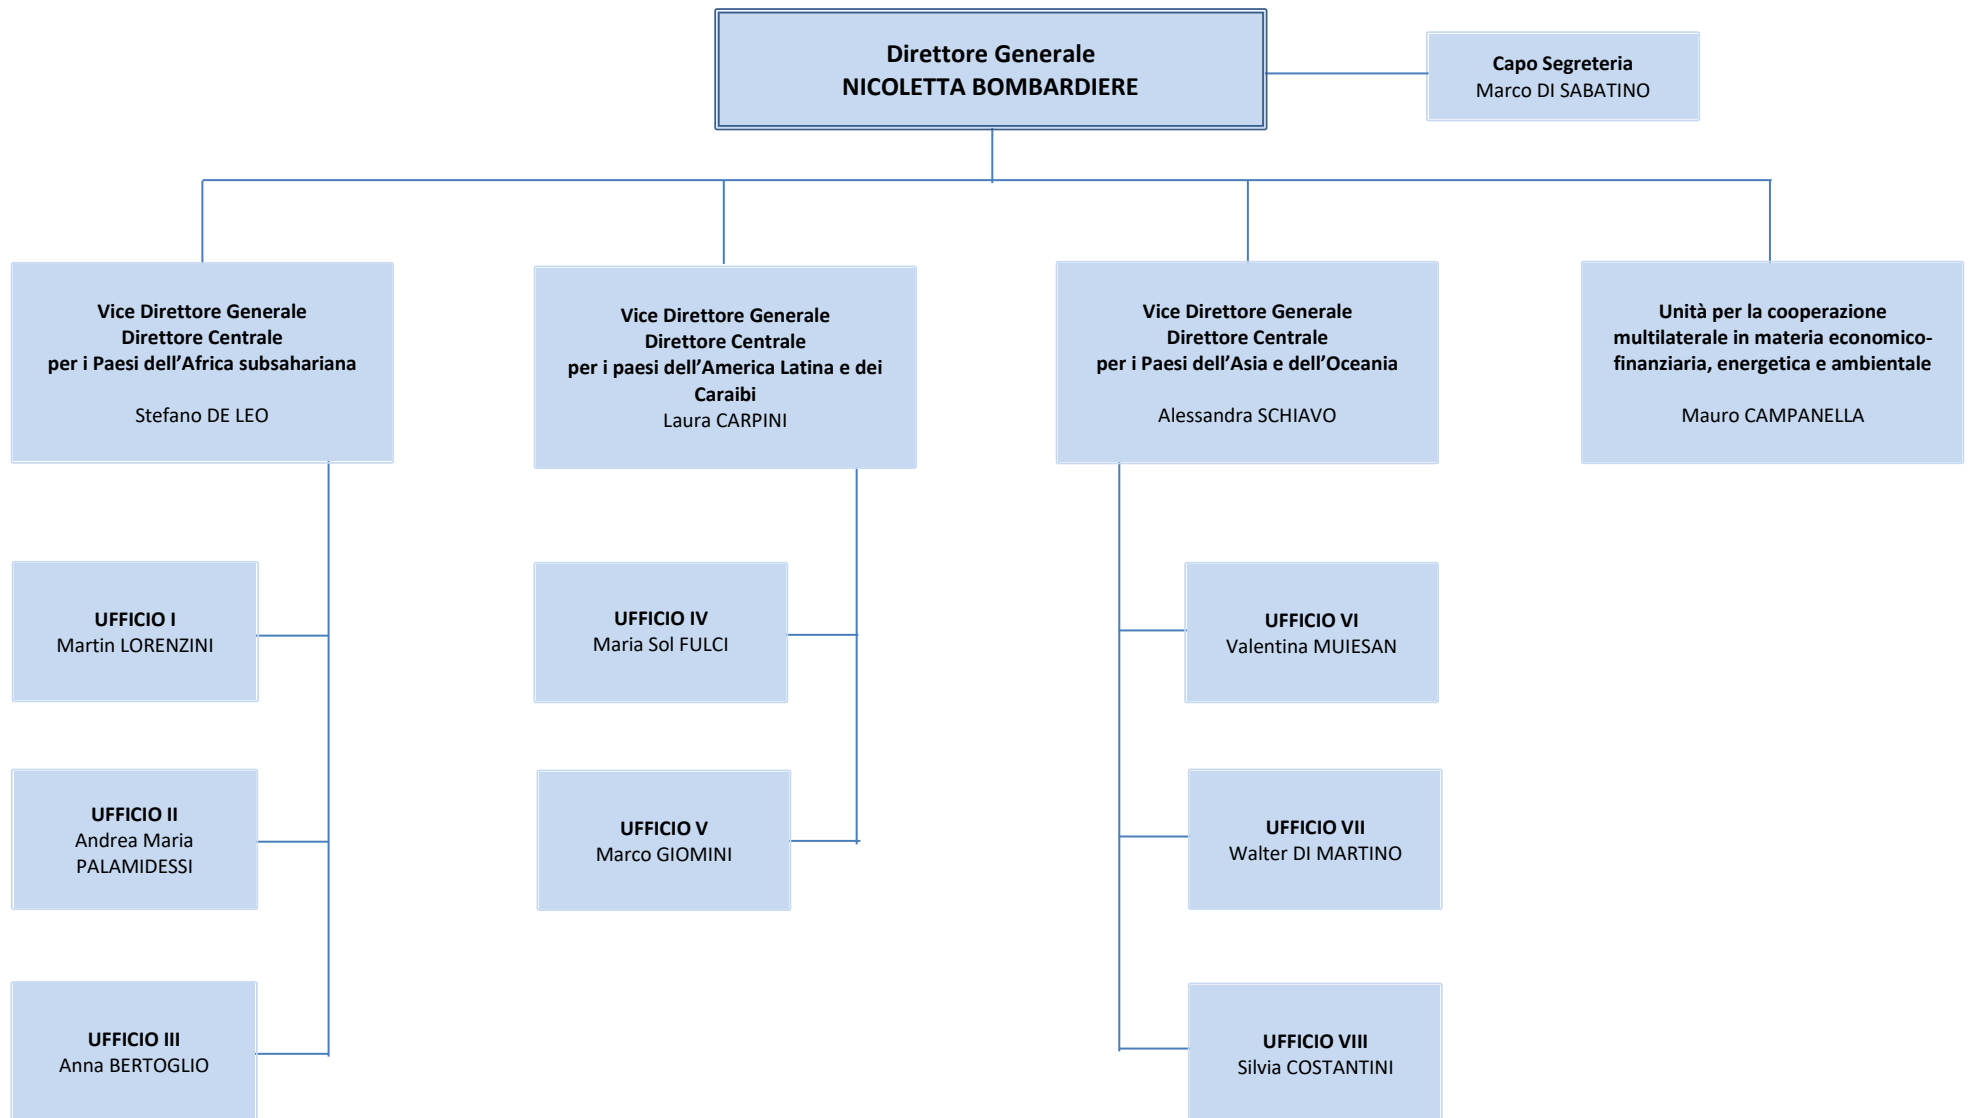 Direttore Generale
NICOLETTA BOMBARDIERE
Capo Segreteria
Marco DI SABATINO
Vice Direttore Generale
Direttore Centrale
per i Paesi dell’Africa subsahariana
Stefano DE LEO
Vice Direttore Generale
Direttore Centrale
per i paesi dell’America Latina e dei
Caraibi
Laura CARPINI
Vice Direttore Generale
Direttore Centrale
per i Paesi dell’Asia e dell’Oceania
Alessandra SCHIAVO
Unità per la cooperazione
multilaterale in materia economico-
finanziaria, energetica e ambientale
Mauro CAMPANELLA
UFFICIO I
Martin LORENZINI
UFFICIO IV
Maria Sol FULCI
UFFICIO VI
Valentina MUIESAN
UFFICIO II
Andrea Maria
PALAMIDESSI
UFFICIO V
Marco GIOMINI
UFFICIO VII
Walter DI MARTINO
UFFICIO III
Anna BERTOGLIO
UFFICIO VIII
Silvia COSTANTINI